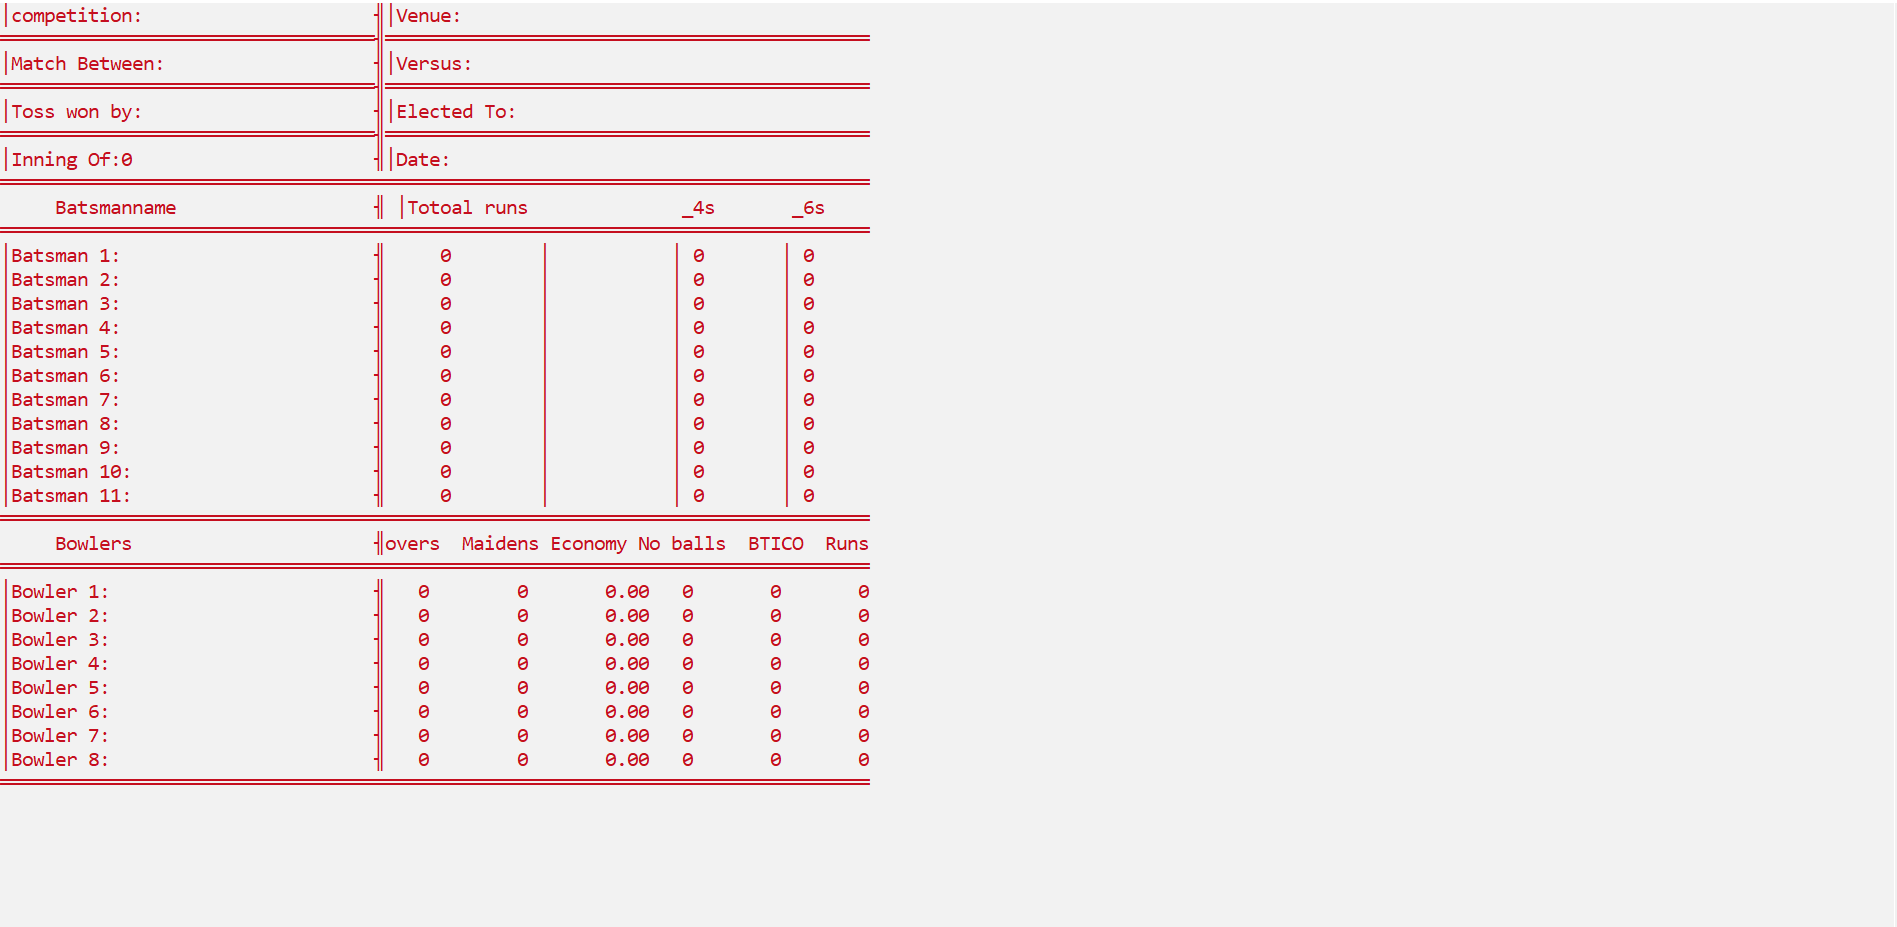 competition: Venue:
Match Between: Versus:
Toss won by: Elected To:
Inning Of:0 Date:
Batsmanname Totoal runs _4s _6s
Batsman 1: 0 0 0
Batsman 2: 0 0 0
Batsman 3: 0 0 0
Batsman 4: 0 0 0
Batsman 5: 0 0 0
Batsman 6: 0 0 0
Batsman 7: 0 0 0
Batsman 8: 0 0 0
Batsman 9: 0 0 0
Batsman 10: 0 0 0
Batsman 11: 0 0 0
Bowlers overs Maidens Economy No balls BTICO Runs
Bowler 1: 0 0 0.00 0 0 0
Bowler 2: 0 0 0.00 0 0 0
Bowler 3: 0 0 0.00 0 0 0
Bowler 4: 0 0 0.00 0 0 0
Bowler 5: 0 0 0.00 0 0 0
Bowler 6: 0 0 0.00 0 0 0
Bowler 7: 0 0 0.00 0 0 0
Bowler 8: 0 0 0.00 0 0 0